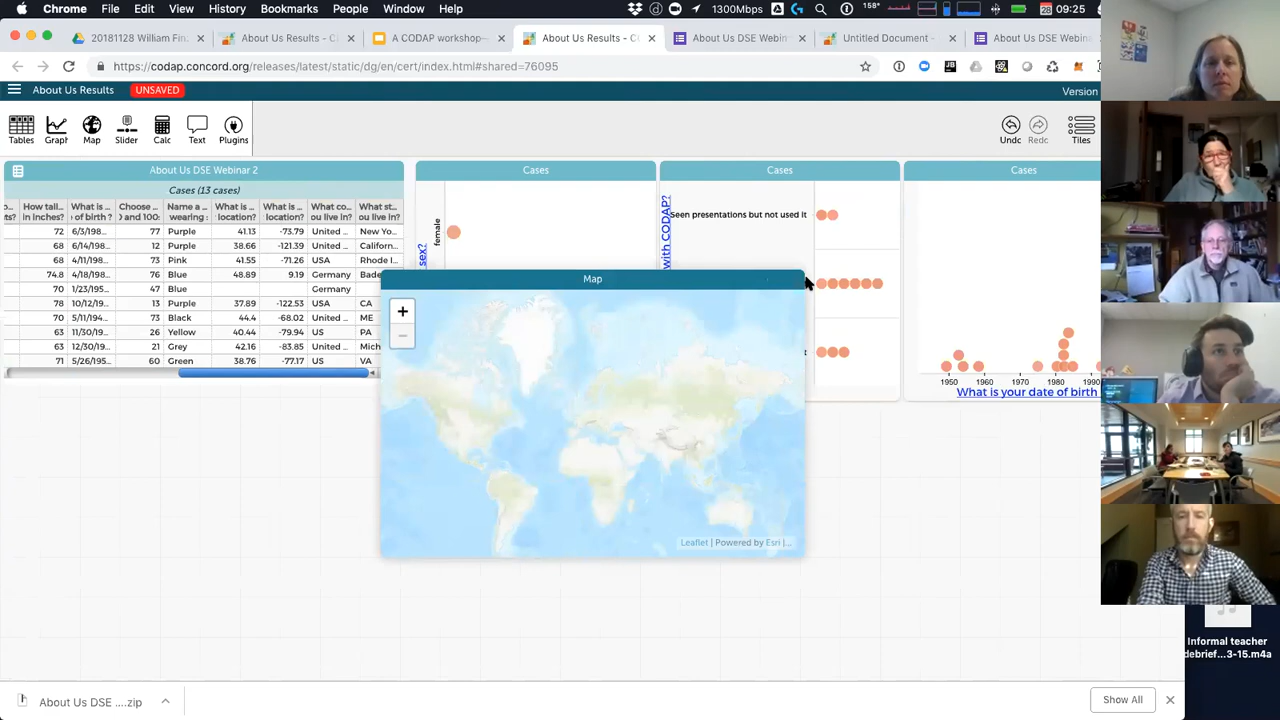 Chrome File Edit View History Bookmarks People Window Help 1300Mbps 158° 09:25
20181128 William Fin About Us Results - C A CODAP workshop— About Us Results - C About Us DSE Webin Untitled Document - About Us DSE Webin
https://codap.concord.org/releases/latest/static/dg/en/cert/index.html#shared=76095
About Us Results UNSAVED Version
Tables Graph Map Slider Calc Text Plugins Undo Redo Tiles
About Us DSE Webinar 2 Cases Cases Cases
Cases (13 cases)
How tall... What is ... Choose ... Name a ... What is ... What is ... What co... What st...
in inches? of birth ? 0 and 100: wearing : location? location? ou live in? ou live in?
72 6/3/198... 77 Purple 41.13 -73.79 United ... New Yo...
68 6/14/198... 12 Purple 38.66 -121.39 United ... Californ...
68 4/11/198... 73 Pink 41.55 -71.26 USA Rhode I...
74.8 4/18/198... 76 Blue 48.89 9.19 Germany Bade
70 1/23/195... 47 Blue Germany
78 10/12/19... 13 Purple 37.89 -122.53 USA CA
70 5/11/194... 73 Black 44.4 -68.02 United ... ME
63 11/30/19... 26 Yellow 40.44 -79.94 US PA
63 12/30/19... 21 Grey 42.16 -83.85 United ... Mich
71 5/26/195... 60 Green 38.76 -77.17 US VA
sex?
female
with CODAP?
Seen presentations but not used it
1950 1960 1970 1980 1990
What is your date of birth
Map
+
−
Leaflet | Powered by Esri |...
Informal teacher
debrief...3-15.m4a
About Us DSE ....zip Show All